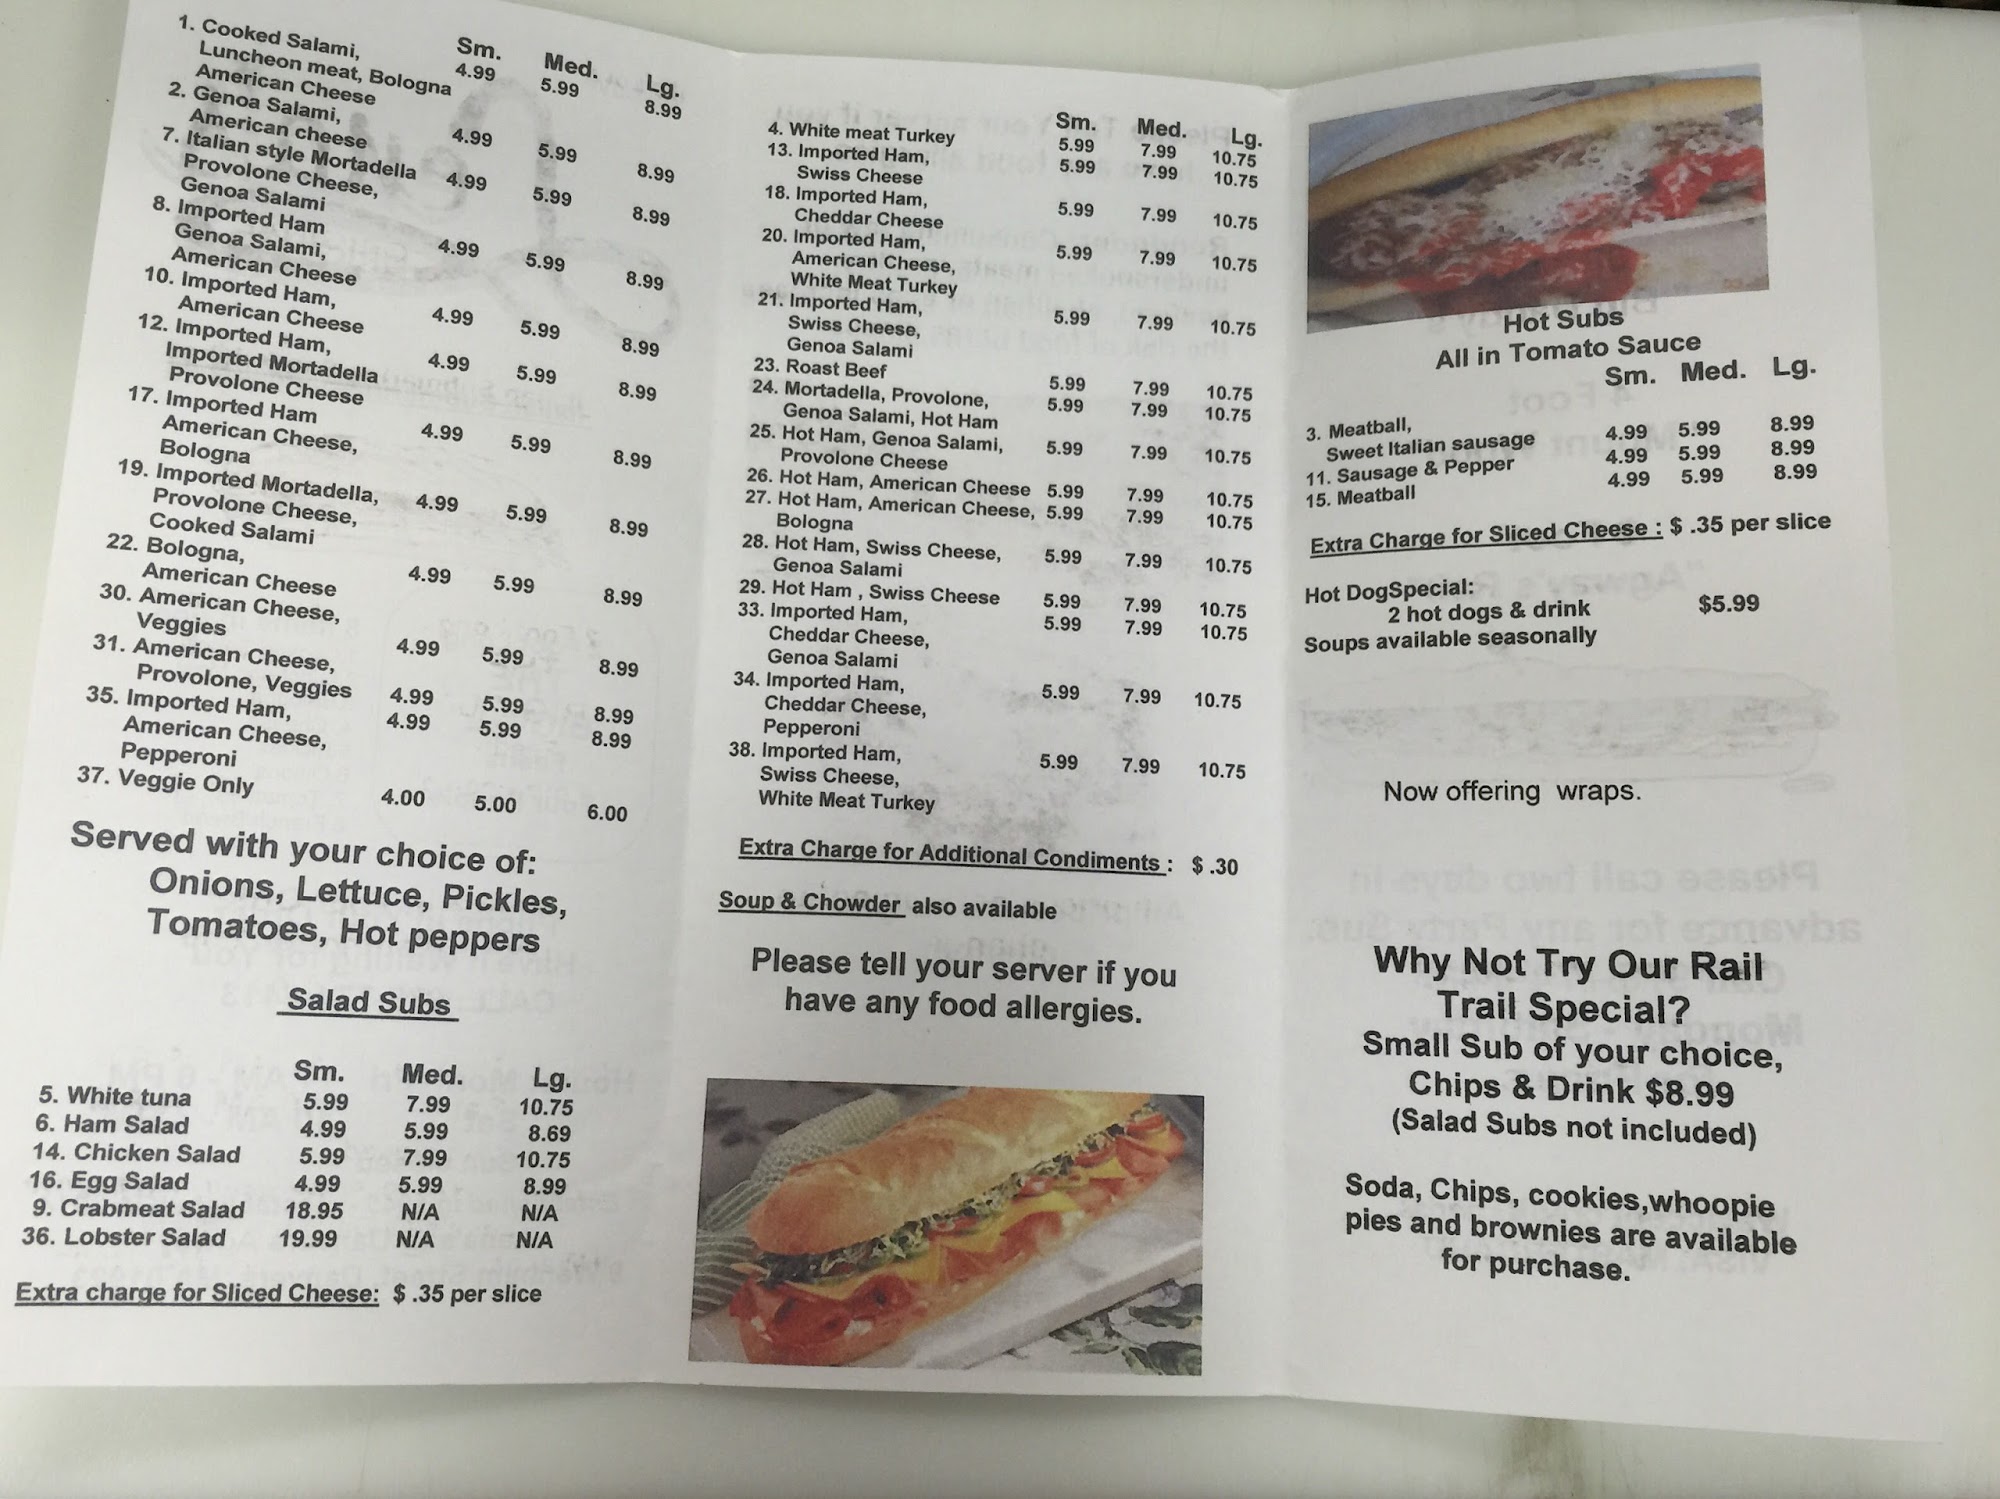 Sm. Med. Lg.
1. Cooked Salami, 4.99 5.99 8.99
Luncheon meat, Bologna
American Cheese
2. Genoa Salami, 4.99 5.99 8.99
American cheese
7. Italian style Mortadella 4.99 5.99 8.99
Provolone Cheese,
Genoa Salami
8. Imported Ham 4.99 5.99 8.99
Genoa Salami,
American Cheese
10. Imported Ham, 4.99 5.99 8.99
American Cheese
12. Imported Ham, 4.99 5.99 8.99
Imported Mortadella
Provolone Cheese
17. Imported Ham 4.99 5.99 8.99
American Cheese,
Bologna
19. Imported Mortadella, 4.99 5.99 8.99
Provolone Cheese,
Cooked Salami
22. Bologna, 4.99 5.99 8.99
American Cheese
30. American Cheese, 4.99 5.99 8.99
Veggies
31. American Cheese, 4.99 5.99 8.99
Provolone, Veggies
35. Imported Ham, 4.99 5.99 8.99
American Cheese,
Pepperoni
37. Veggie Only 4.00 5.00 6.00
Served with your choice of:
Onions, Lettuce, Pickles,
Tomatoes, Hot peppers
Salad Subs
Sm. Med. Lg.
5. White tuna 5.99 7.99 10.75
6. Ham Salad 4.99 5.99 8.69
14. Chicken Salad 5.99 7.99 10.75
16. Egg Salad 4.99 5.99 8.99
9. Crabmeat Salad 18.95 N/A N/A
36. Lobster Salad 19.99 N/A N/A
Extra charge for Sliced Cheese: $ .35 per slice
Sm. Med. Lg.
4. White meat Turkey 5.99 7.99 10.75
13. Imported Ham, 5.99 7.99 10.75
Swiss Cheese
18. Imported Ham, 5.99 7.99 10.75
Cheddar Cheese
20. Imported Ham, 5.99 7.99 10.75
American Cheese,
White Meat Turkey
21. Imported Ham, 5.99 7.99 10.75
Swiss Cheese,
Genoa Salami
23. Roast Beef 5.99 7.99 10.75
24. Mortadella, Provolone, 5.99 7.99 10.75
Genoa Salami, Hot Ham
25. Hot Ham, Genoa Salami, 5.99 7.99 10.75
Provolone Cheese
26. Hot Ham, American Cheese 5.99 7.99 10.75
27. Hot Ham, American Cheese, 5.99 7.99 10.75
Bologna
28. Hot Ham, Swiss Cheese, 5.99 7.99 10.75
Genoa Salami
29. Hot Ham , Swiss Cheese 5.99 7.99 10.75
33. Imported Ham, 5.99 7.99 10.75
Cheddar Cheese,
Genoa Salami
34. Imported Ham, 5.99 7.99 10.75
Cheddar Cheese,
Pepperoni
38. Imported Ham, 5.99 7.99 10.75
Swiss Cheese,
White Meat Turkey
Extra Charge for Additional Condiments : $ .30
Soup & Chowder also available
Please tell your server if you
have any food allergies.
Hot Subs
All in Tomato Sauce
Sm. Med. Lg.
3. Meatball, 4.99 5.99 8.99
Sweet Italian sausage
11. Sausage & Pepper 4.99 5.99 8.99
15. Meatball 4.99 5.99 8.99
Extra Charge for Sliced Cheese : $ .35 per slice
Hot DogSpecial:
2 hot dogs & drink $5.99
Soups available seasonally
Now offering wraps.
Why Not Try Our Rail
Trail Special?
Small Sub of your choice,
Chips & Drink $8.99
(Salad Subs not included)
Soda, Chips, cookies,whoopie
pies and brownies are available
for purchase.